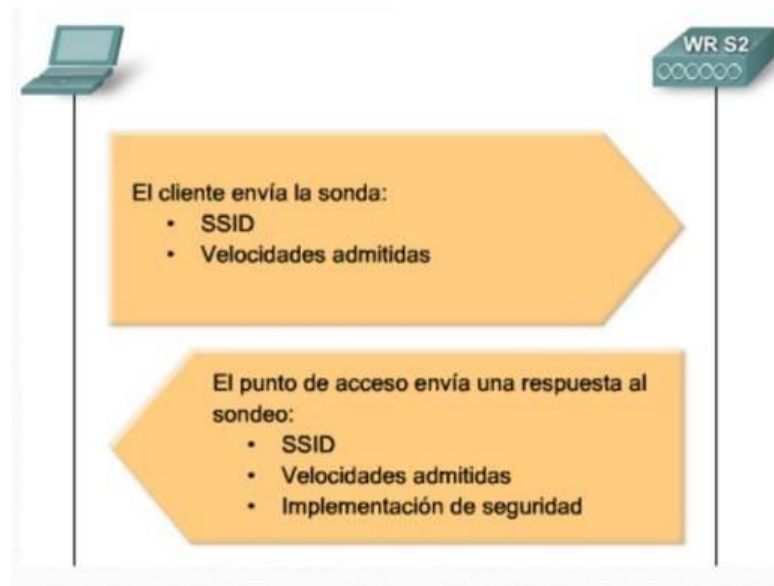 WR S2
El cliente envía la sonda:
• SSID
• Velocidades admitidas
El punto de acceso envía una respuesta al
sondeo:
• SSID
• Velocidades admitidas
• Implementación de seguridad